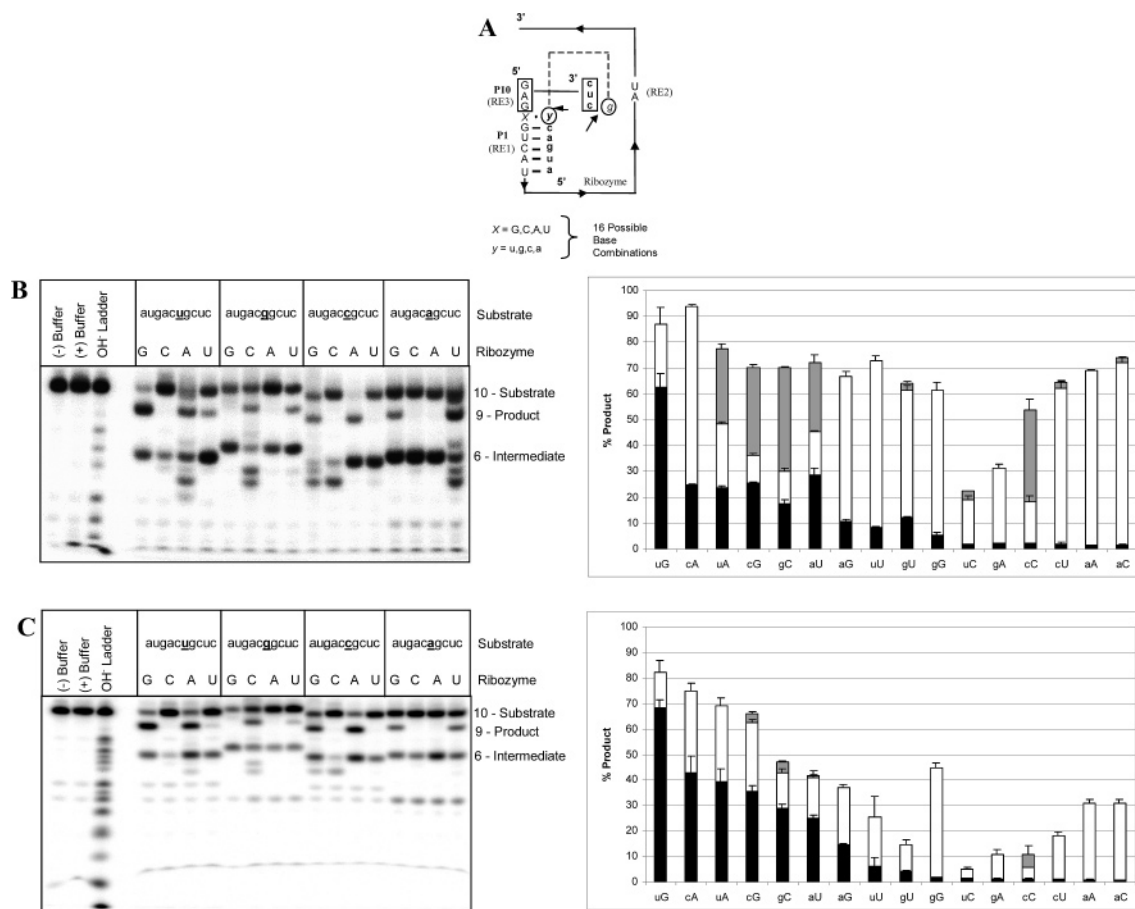 A
3'
5'
3'
P10
(RE3)
G
A
G
c
u
c
g
U
A
(RE2)
X
y
P1
(RE1)
G
U
C
A
U
c
a
g
u
a
5'
Ribozyme
X = G,C,A,U
y = u,g,c,a
16 Possible
Base
Combinations
B
(-) Buffer
(+) Buffer
OH- Ladder
augacugcuc augacggcuc augaccgcuc augacagcuc Substrate
G C A U G C A U G C A U G C A U Ribozyme
10 - Substrate
9 - Product
6 - Intermediate
% Product
100
90
80
70
60
50
40
30
20
10
0
uG cA uA cG gC aU aG uU gU gG uC gA cC cU aA aC
C
(-) Buffer
(+) Buffer
OH- Ladder
augacugcuc augacggcuc augaccgcuc augacagcuc Substrate
G C A U G C A U G C A U G C A U Ribozyme
10 - Substrate
9 - Product
6 - Intermediate
% Product
100
90
80
70
60
50
40
30
20
10
0
uG cA uA cG gC aU aG uU gU gG uC gA cC cU aA aC